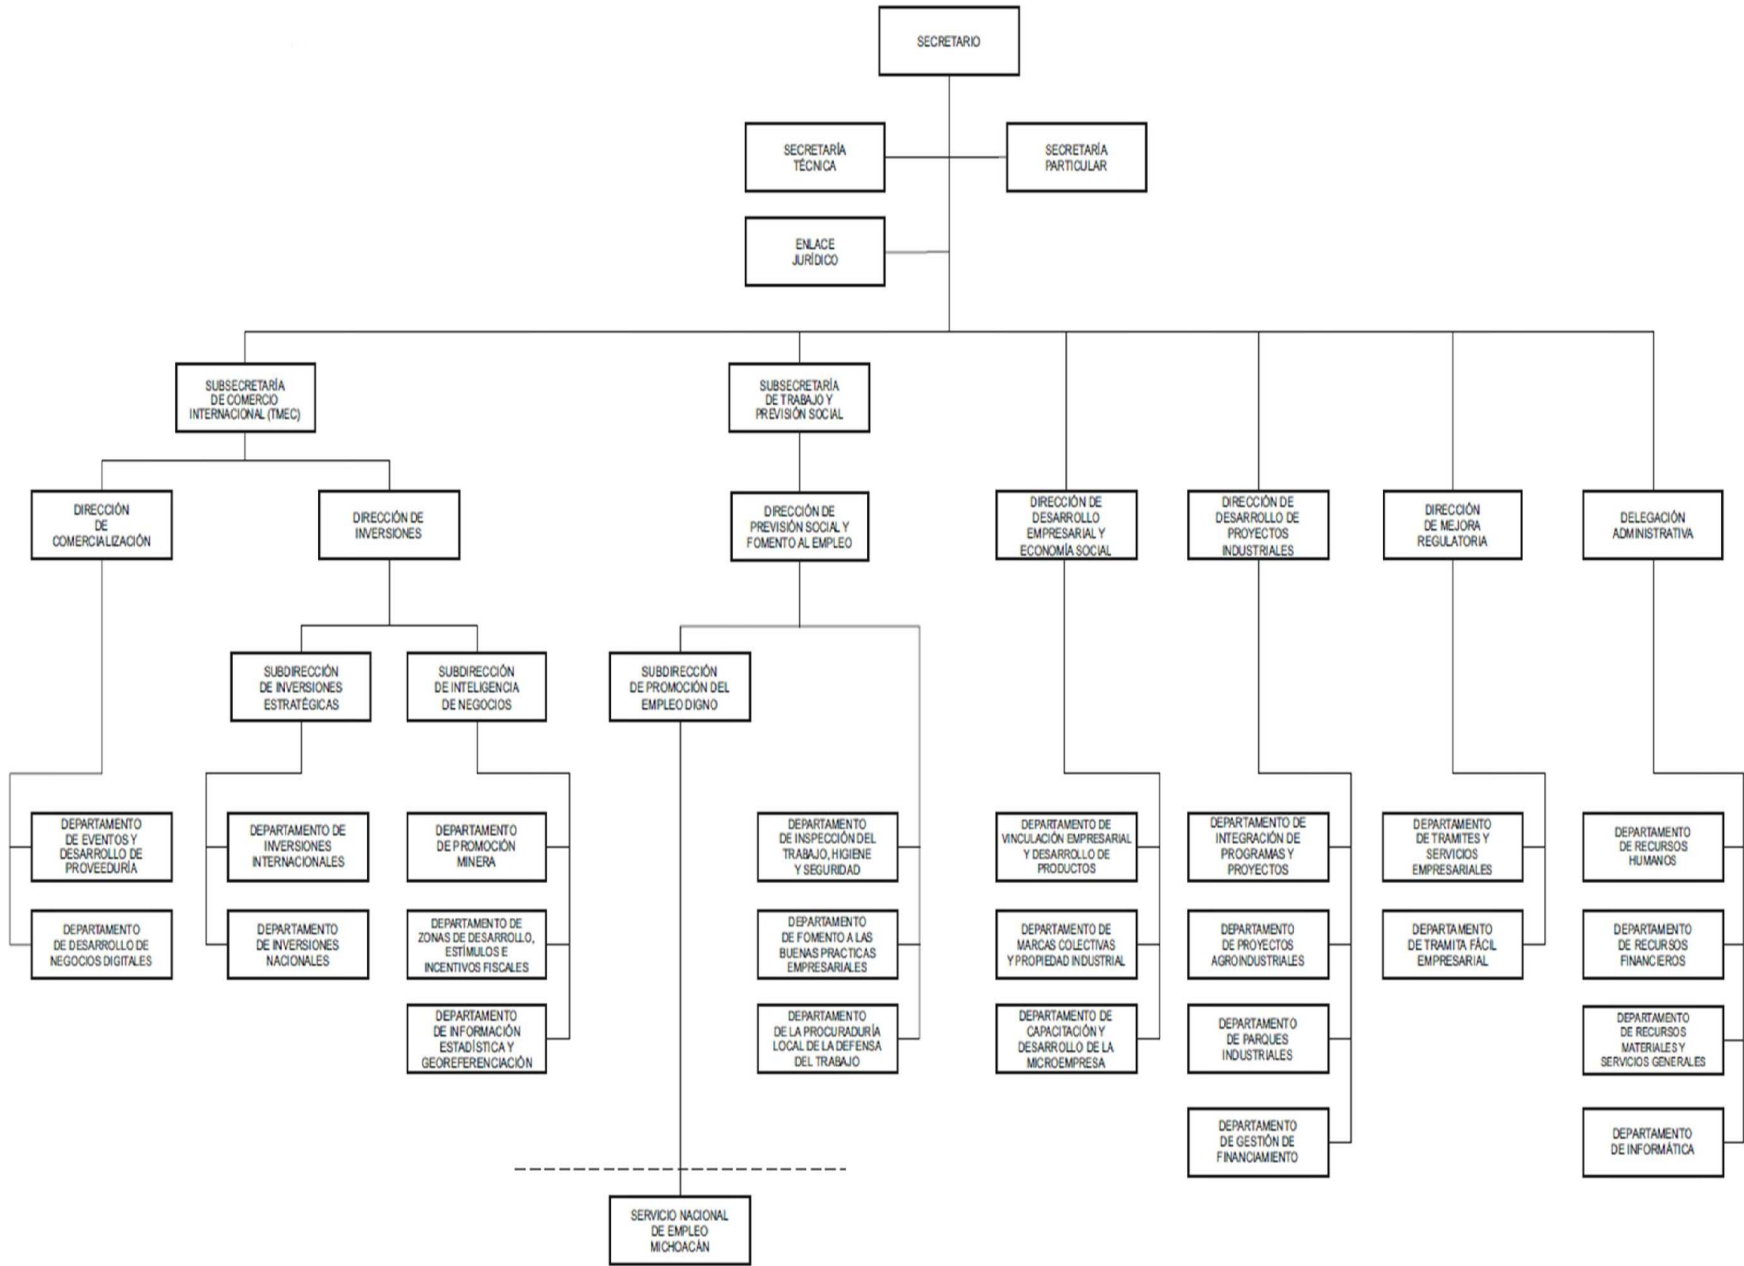 SECRETARIO
SECRETARÍA
TÉCNICA
SECRETARÍA
PARTICULAR
ENLACE
JURÍDICO
SUBSECRETARÍA
DE COMERCIO
INTERNACIONAL (TMEC)
SUBSECRETARÍA
DE TRABAJO Y
PREVISIÓN SOCIAL
DIRECCIÓN
DE
COMERCIALIZACIÓN
DIRECCIÓN DE
INVERSIONES
DIRECCIÓN DE
PREVISIÓN SOCIAL Y
FOMENTO AL EMPLEO
DIRECCIÓN DE
DESARROLLO
EMPRESARIAL Y
ECONOMÍA SOCIAL
DIRECCIÓN DE
DESARROLLO DE
PROYECTOS
INDUSTRIALES
DIRECCIÓN
DE MEJORA
REGULATORIA
DELEGACIÓN
ADMINISTRATIVA
SUBDIRECCIÓN
DE INVERSIONES
ESTRATÉGICAS
SUBDIRECCIÓN
DE INTELIGENCIA
DE NEGOCIOS
SUBDIRECCIÓN
DE PROMOCIÓN DEL
EMPLEO DIGNO
DEPARTAMENTO
DE EVENTOS Y
DESARROLLO DE
PROVEEDURÍA
DEPARTAMENTO DE
INVERSIONES
INTERNACIONALES
DEPARTAMENTO
DE PROMOCIÓN
MINERA
DEPARTAMENTO
DE INSPECCIÓN DEL
TRABAJO, HIGIENE
Y SEGURIDAD
DEPARTAMENTO DE
VINCULACIÓN EMPRESARIAL
Y DESARROLLO DE
PRODUCTOS
DEPARTAMENTO DE
INTEGRACIÓN DE
PROGRAMAS Y
PROYECTOS
DEPARTAMENTO
DE TRAMITES Y
SERVICIOS
EMPRESARIALES
DEPARTAMENTO
DE RECURSOS
HUMANOS
DEPARTAMENTO
DE DESARROLLO DE
NEGOCIOS DIGITALES
DEPARTAMENTO
DE INVERSIONES
NACIONALES
DEPARTAMENTO DE
ZONAS DE DESARROLLO,
ESTÍMULOS E
INCENTIVOS FISCALES
DEPARTAMENTO
DE FOMENTO A LAS
BUENAS PRACTICAS
EMPRESARIALES
DEPARTAMENTO DE
MARCAS COLECTIVAS
Y PROPIEDAD INDUSTRIAL
DEPARTAMENTO
DE PROYECTOS
AGROINDUSTRIALES
DEPARTAMENTO
DE TRAMITA FÁCIL
EMPRESARIAL
DEPARTAMENTO
DE RECURSOS
FINANCIEROS
DEPARTAMENTO
DE INFORMACIÓN
ESTADÍSTICA Y
GEOREFERENCIACIÓN
DEPARTAMENTO
DE LA PROCURADURÍA
LOCAL DE LA DEFENSA
DEL TRABAJO
DEPARTAMENTO DE
CAPACITACIÓN Y
DESARROLLO DE LA
MICROEMPRESA
DEPARTAMENTO
DE PARQUES
INDUSTRIALES
DEPARTAMENTO
DE RECURSOS
MATERIALES Y
SERVICIOS GENERALES
DEPARTAMENTO
DE GESTIÓN DE
FINANCIAMIENTO
DEPARTAMENTO
DE INFORMÁTICA
SERVICIO NACIONAL
DE EMPLEO
MICHOACÁN